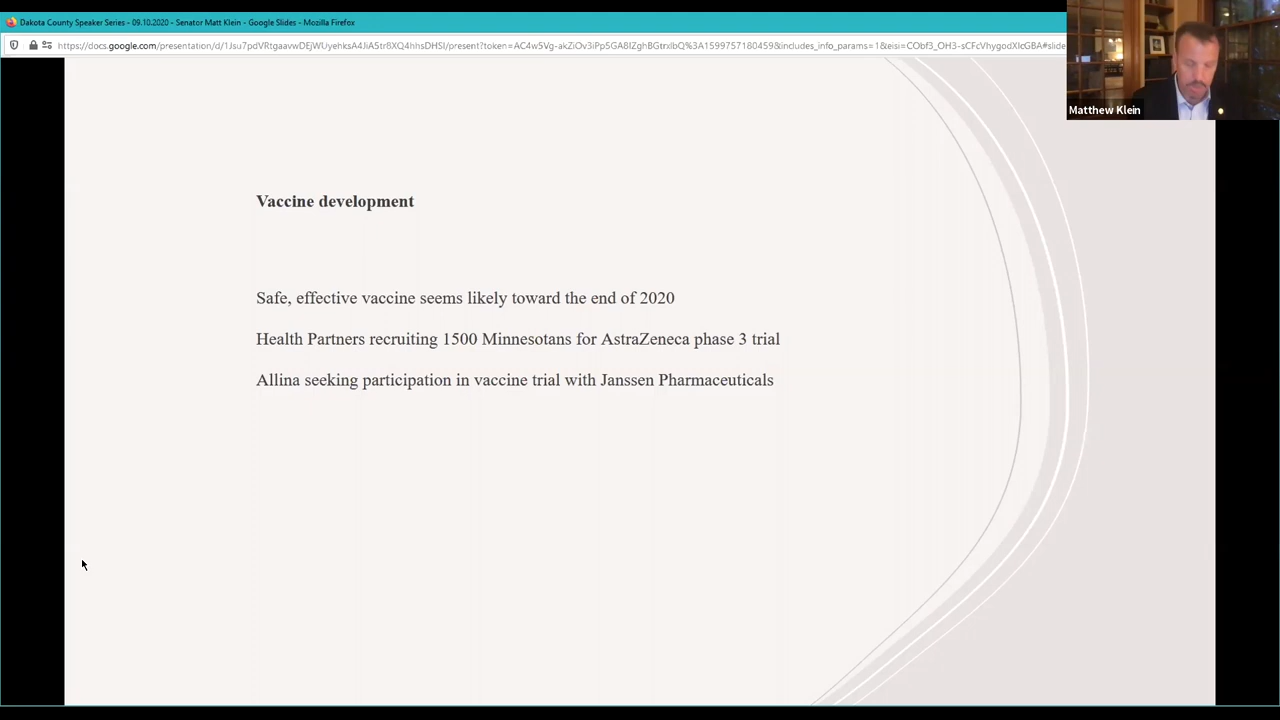 Dakota County Speaker Series - 09.10.2020 - Senator Matt Klein - Google Slides - Mozilla Firefox
Matthew Klein
Vaccine development
Safe, effective vaccine seems likely toward the end of 2020
Health Partners recruiting 1500 Minnesotans for AstraZeneca phase 3 trial
Allina seeking participation in vaccine trial with Janssen Pharmaceuticals